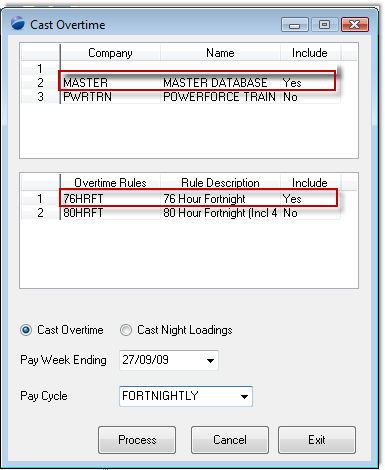 Cast Overtime
Company Name Include
1
2 MASTER MASTER DATABASE Yes
3 PWRTRN POWERFORCE TRAIN No
Overtime Rules Rule Description Include
1 76HRFT 76 Hour Fortnight Yes
2 80HRFT 80 Hour Fortnight (Incl 4 No
Cast Overtime Cast Night Loadings
Pay Week Ending 27/09/09
Pay Cycle FORTNIGHTLY
Process Cancel Exit